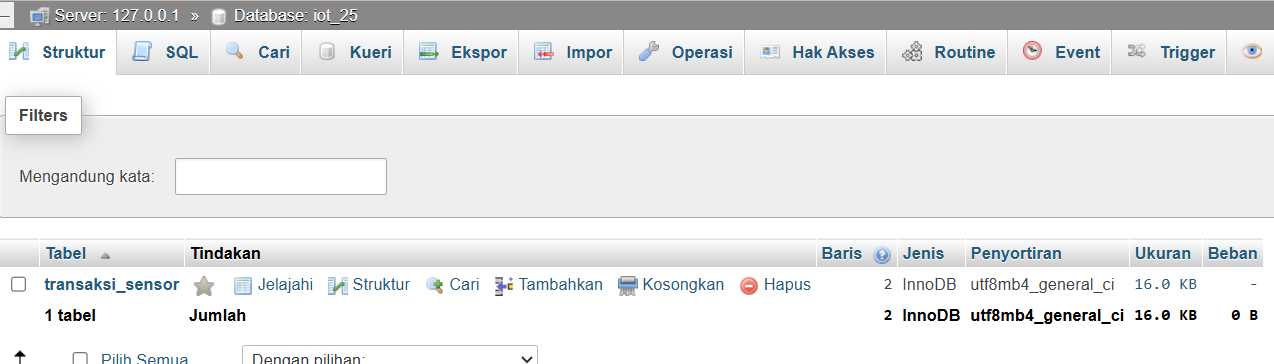 Server: 127.0.0.1 » Database: iot_25
Struktur SQL Cari Kueri Ekspor Impor Operasi Hak Akses Routine Event Trigger
Filters
Mengandung kata:
Tabel Tindakan Baris Jenis Penyortiran Ukuran Beban
transaksi_sensor Jelajahi Struktur Cari Tambahkan Kosongkan Hapus 2 InnoDB utf8mb4_general_ci 16.0 KB -
1 tabel Jumlah 2 InnoDB utf8mb4_general_ci 16.0 KB 0 B
Pilih Semua Dengan pilihan: